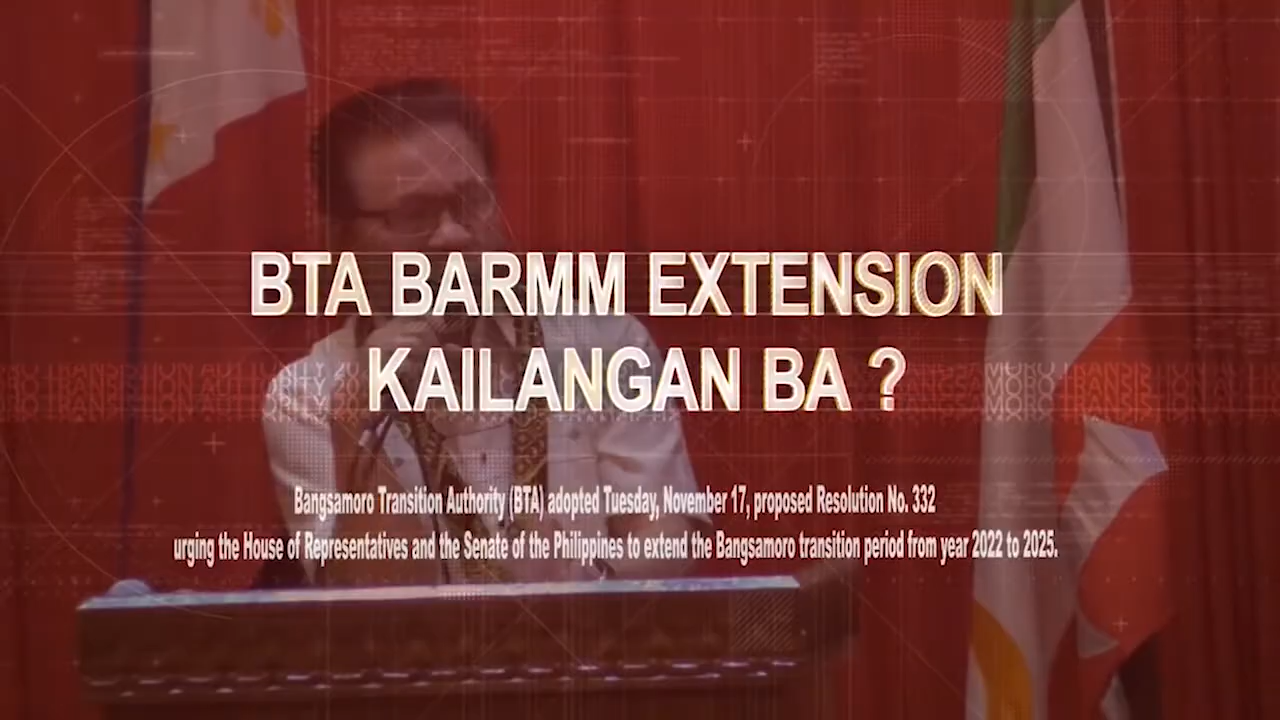 BTA BARMM EXTENSION
KAILANGAN BA ?
Bangsamoro Transition Authority (BTA) adopted Tuesday, November 17, proposed Resolution No. 332
urging the House of Representatives and the Senate of the Philippines to extend the Bangsamoro transition period from year 2022 to 2025.